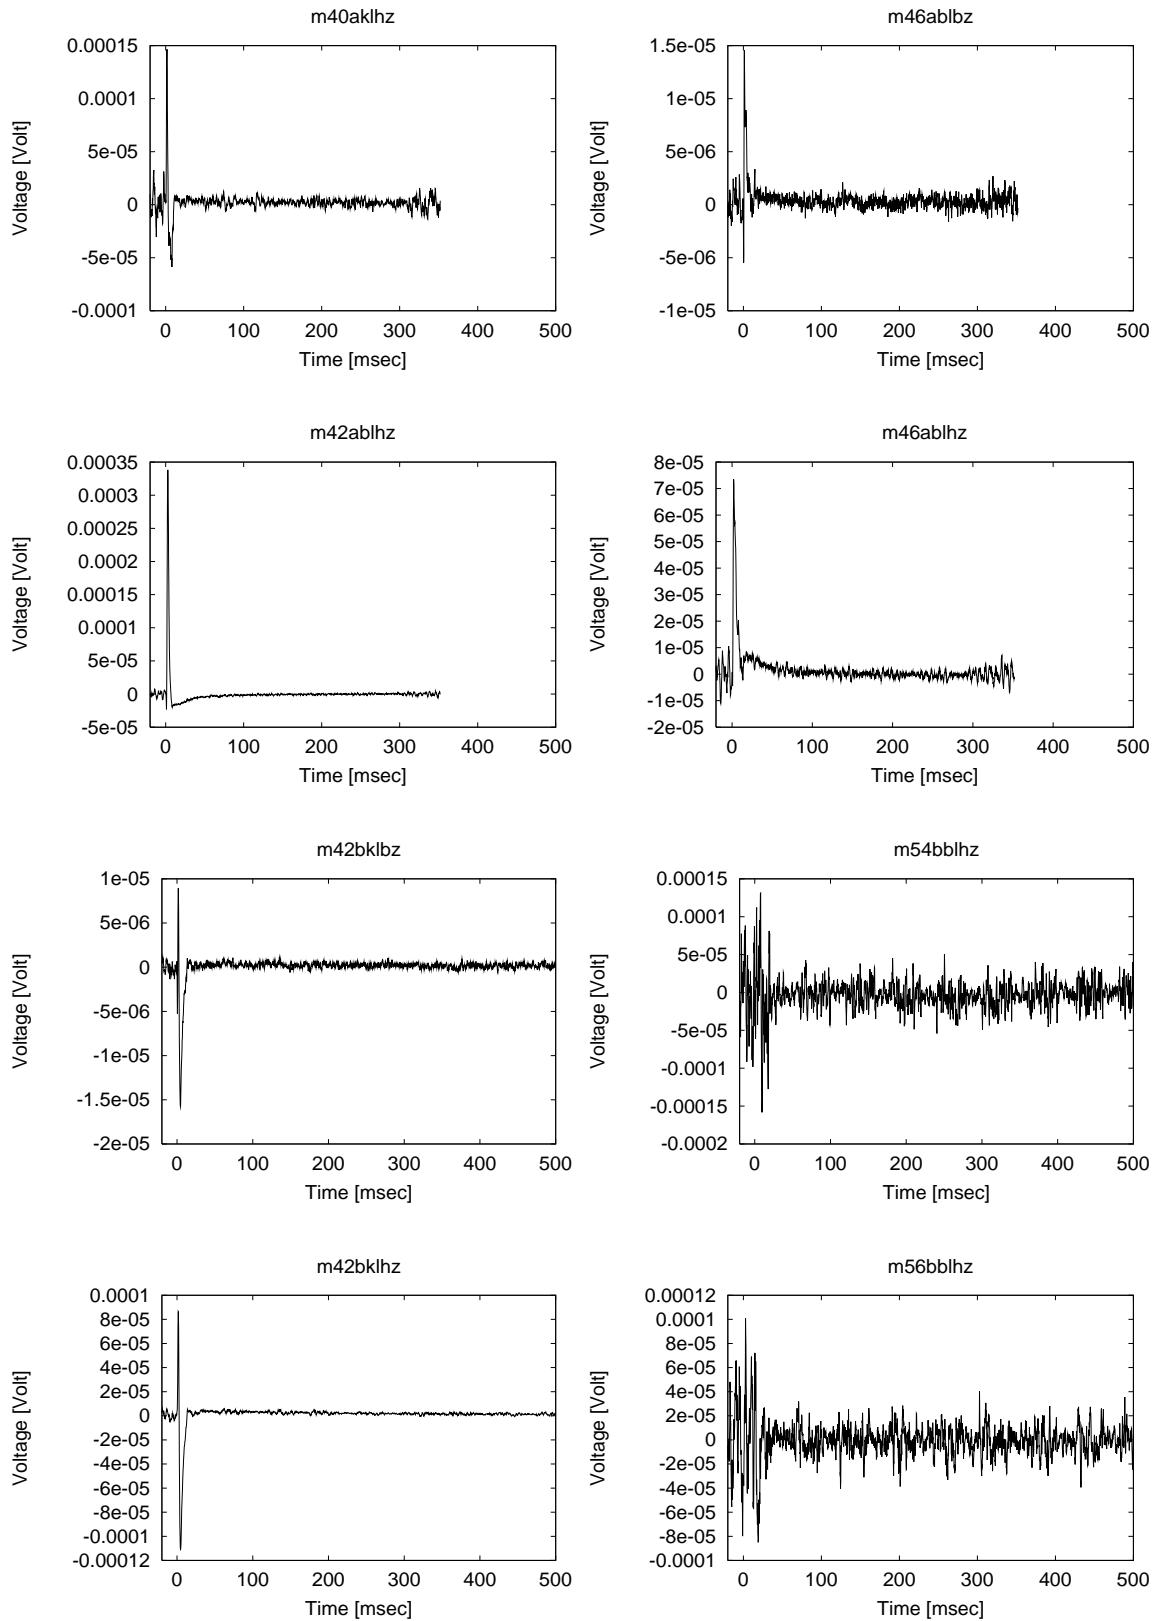 m40aklhz
0.00015
0.0001
5e-05
0
-5e-05
-0.0001
Voltage [Volt]
0 100 200 300 400 500
Time [msec]
m46ablbz
1.5e-05
1e-05
5e-06
0
-5e-06
-1e-05
Voltage [Volt]
0 100 200 300 400 500
Time [msec]
m42ablhz
0.00035
0.0003
0.00025
0.0002
0.00015
0.0001
5e-05
0
-5e-05
Voltage [Volt]
0 100 200 300 400 500
Time [msec]
m46ablhz
8e-05
7e-05
6e-05
5e-05
4e-05
3e-05
2e-05
1e-05
0
-1e-05
-2e-05
Voltage [Volt]
0 100 200 300 400 500
Time [msec]
m42bklbz
1e-05
5e-06
0
-5e-06
-1e-05
-1.5e-05
-2e-05
Voltage [Volt]
0 100 200 300 400 500
Time [msec]
m54bblhz
0.00015
0.0001
5e-05
0
-5e-05
-0.0001
-0.00015
-0.0002
Voltage [Volt]
0 100 200 300 400 500
Time [msec]
m42bklhz
0.0001
8e-05
6e-05
4e-05
2e-05
0
-2e-05
-4e-05
-6e-05
-8e-05
-0.0001
-0.00012
Voltage [Volt]
0 100 200 300 400 500
Time [msec]
m56bblhz
0.00012
0.0001
8e-05
6e-05
4e-05
2e-05
0
-2e-05
-4e-05
-6e-05
-8e-05
-0.0001
Voltage [Volt]
0 100 200 300 400 500
Time [msec]